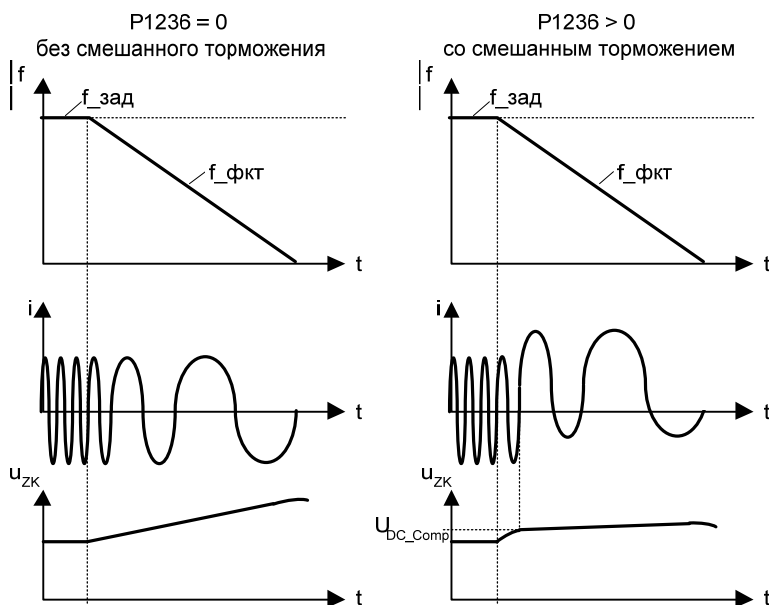 P1236 = 0
без смешанного торможения
|f|
f_зад
f_фкт
t
i
t
u_ZK
t
P1236 > 0
со смешанным торможением
|f|
f_зад
f_фкт
t
i
t
u_ZK
U_DC_Comp
t